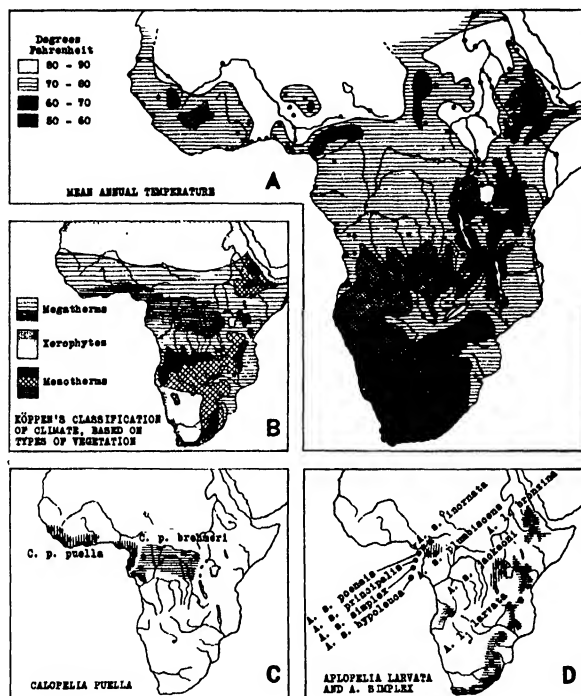 Degrees
Fahrenheit
80 - 90
70 - 80
60 - 70
50 - 60
MEAN ANNUAL TEMPERATURE
A
Megatherms
Xerophytes
Mesotherms
KÖPPEN'S CLASSIFICATION
OF CLIMATE, BASED ON
TYPES OF VEGETATION
B
C. p. puella
C. p. brehmeri
CALOPELIA PUELLA
C
A. s. inornata
A. s. plumbescens
A. l. bronzina
A. s. jacksoni
A. s. poensis
A. s. principalis
A. s. simplex
A. s. hypoleuca
A. l. larvata
APLOPELIA LARVATA
AND A. SIMPLEX
D